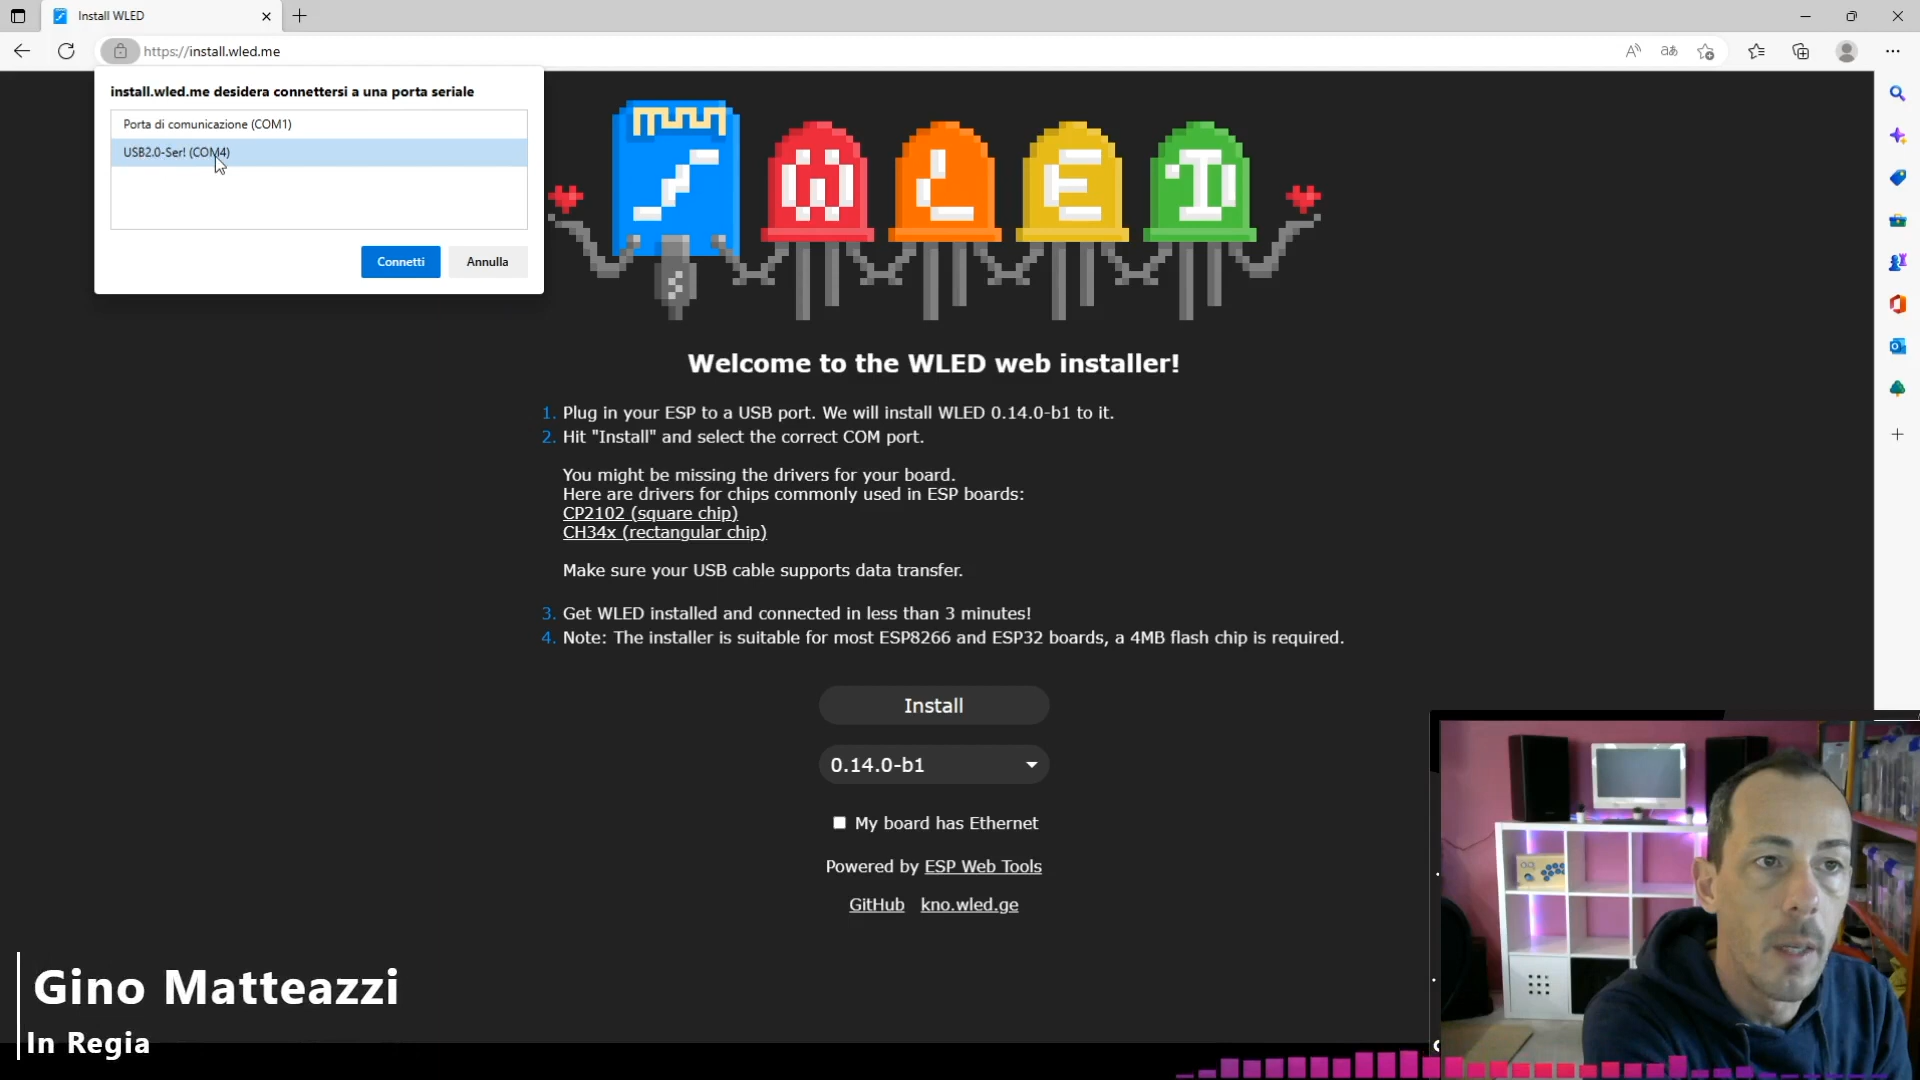 Install WLED
https://install.wled.me
install.wled.me desidera connettersi a una porta seriale
Porta di comunicazione (COM1)
USB2.0-Ser! (COM4)
Connetti
Annulla
WLED
Welcome to the WLED web installer!
1. Plug in your ESP to a USB port. We will install WLED 0.14.0-b1 to it.
2. Hit "Install" and select the correct COM port.
You might be missing the drivers for your board.
Here are drivers for chips commonly used in ESP boards:
CP2102 (square chip)
CH34x (rectangular chip)
Make sure your USB cable supports data transfer.
3. Get WLED installed and connected in less than 3 minutes!
4. Note: The installer is suitable for most ESP8266 and ESP32 boards, a 4MB flash chip is required.
Install
0.14.0-b1
My board has Ethernet
Powered by ESP Web Tools
GitHub kno.wled.ge
Gino Matteazzi
In Regia